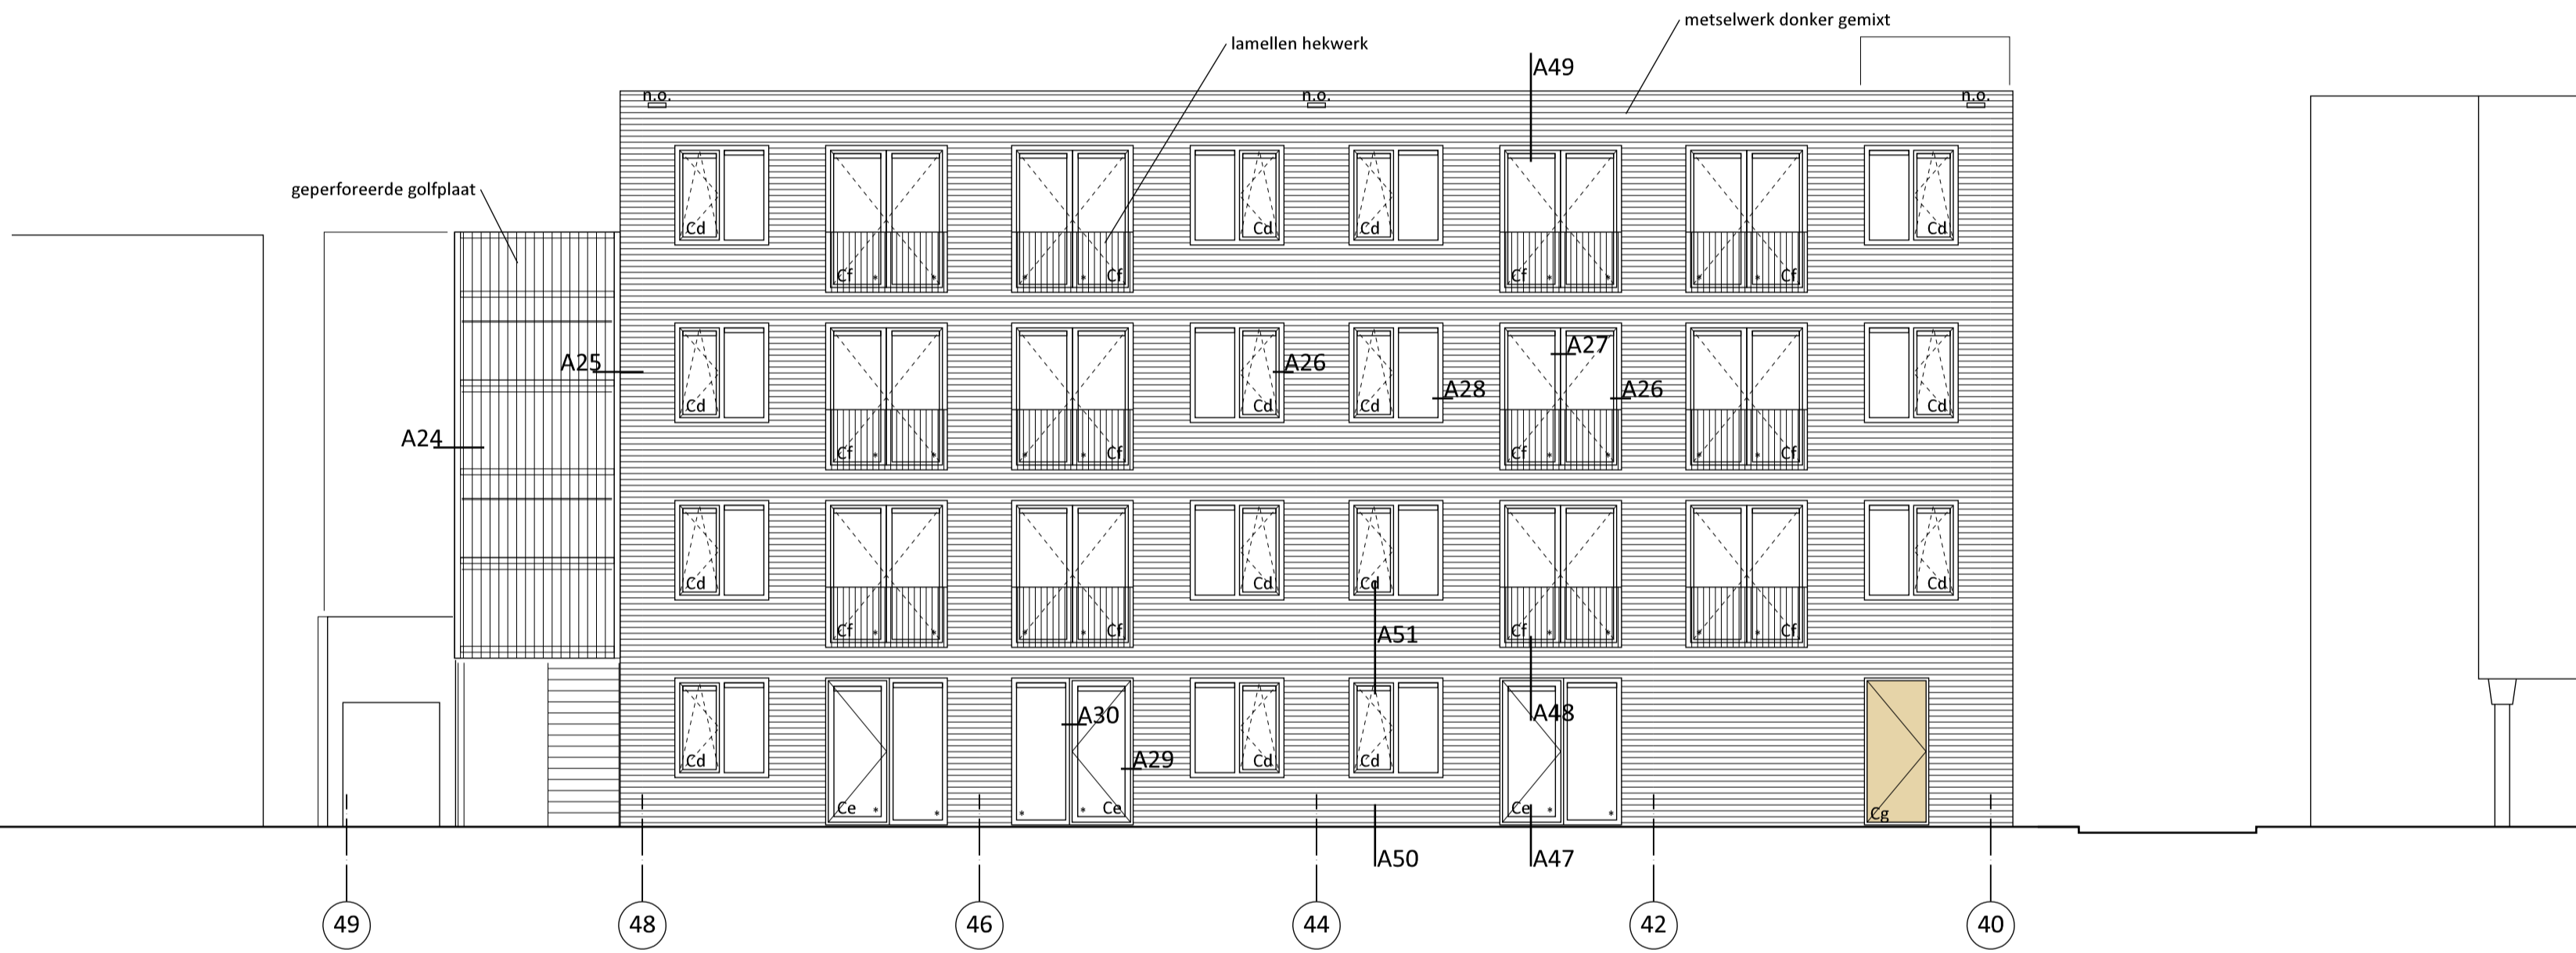 metselwerk donker gemixt
lamellen hekwerk
A49
n.o. n.o. n.o.
geperforeerde golfplaat
Cd Cd Cd Cd
Cf Cf Cf Cf
A27
A25 A26
A28 A26
Cd Cd Cd Cd
A24
Cf Cf Cf Cf
Cd Cd Cd Cd
Cf Cf Cf Cf
A51
A30 A48
A29
Cd Cd Cd
Ce Ce Ce Cg
A50 A47
49 48 46 44 42 40